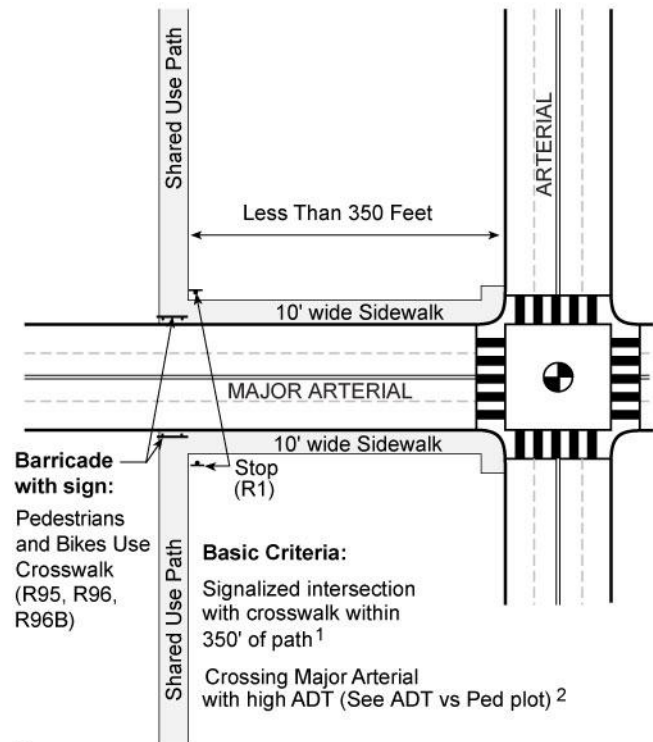 Shared Use Path
ARTERIAL
Less Than 350 Feet
10' wide Sidewalk
MAJOR ARTERIAL
10' wide Sidewalk
Barricade
with sign:
Pedestrians
and Bikes Use
Crosswalk
(R95, R96,
R96B)
Stop
(R1)
Shared Use Path
Basic Criteria:
Signalized intersection
with crosswalk within
350' of path 1
Crossing Major Arterial
with high ADT (See ADT vs Ped plot) 2